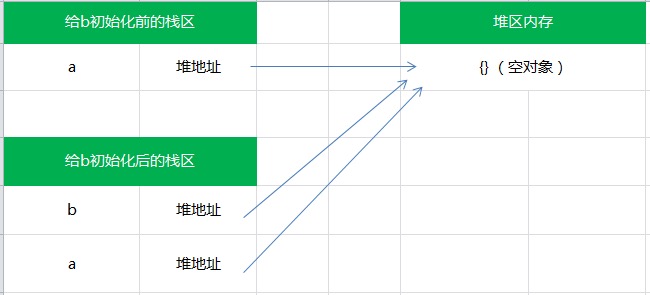 给b初始化前的栈区 堆区内存
a 堆地址 {}（空对象）
给b初始化后的栈区
b 堆地址
a 堆地址